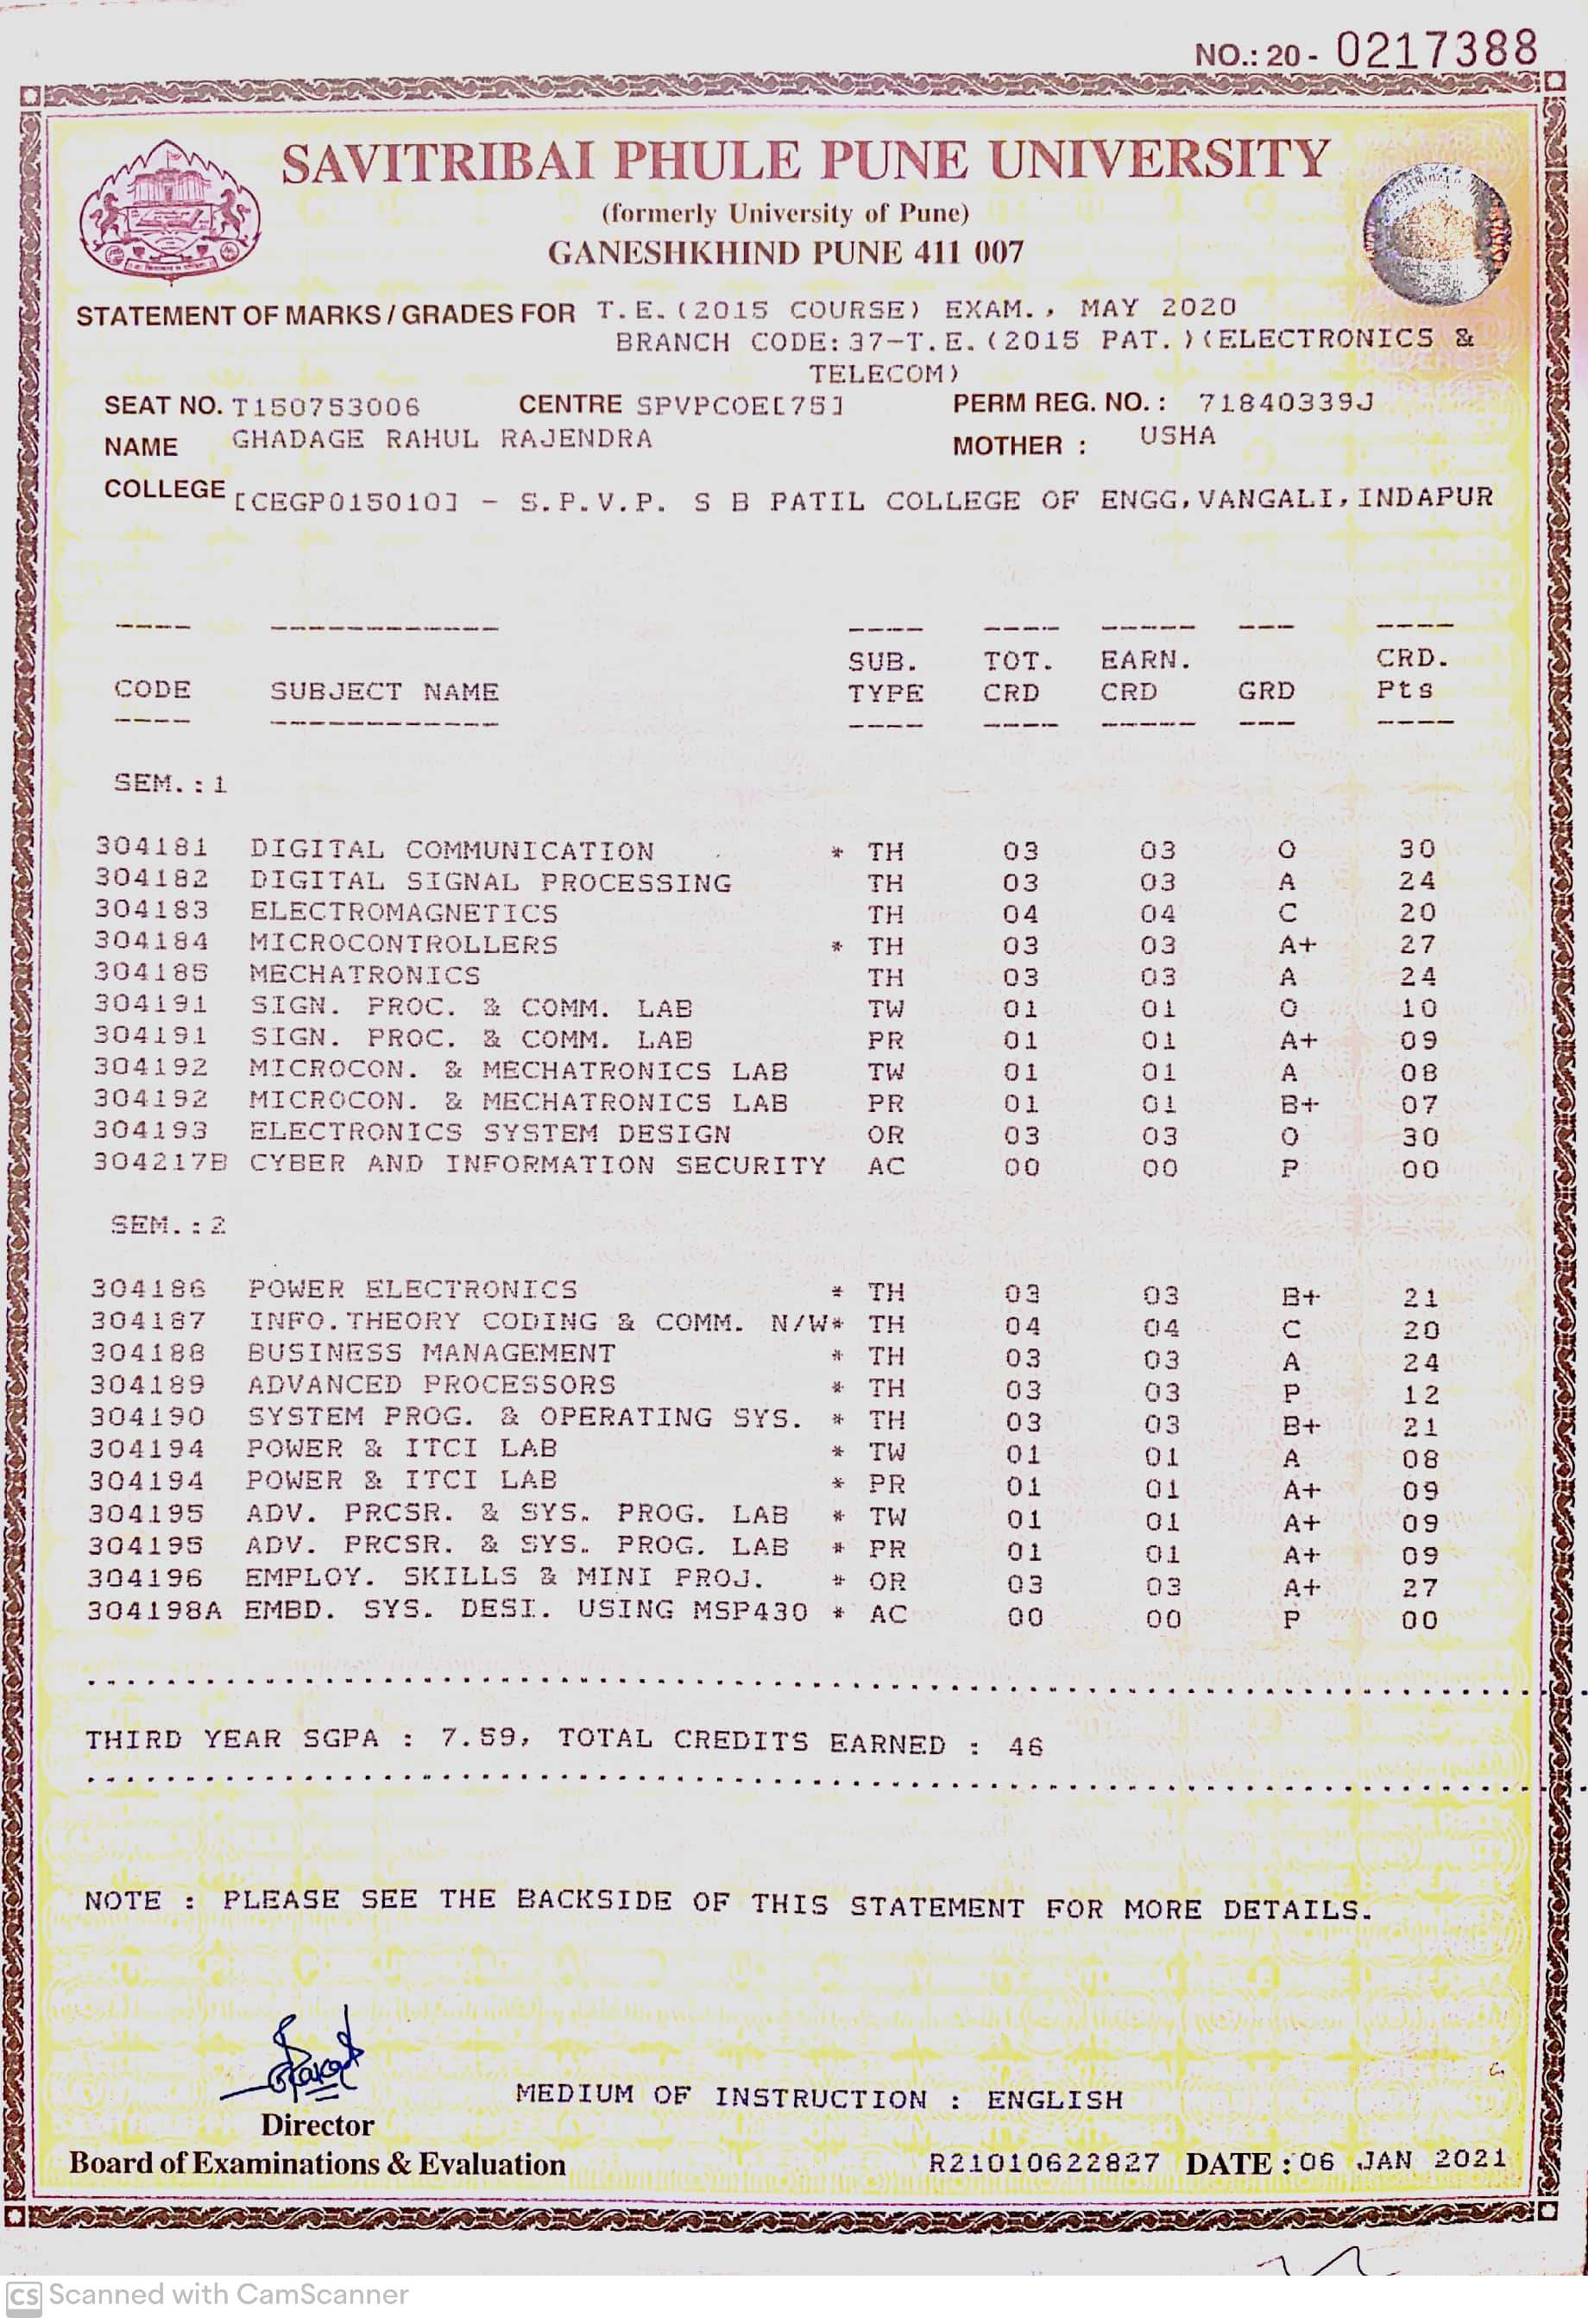 NO.: 20 - 0217388
SAVITRIBAI PHULE PUNE UNIVERSITY
(formerly University of Pune)
GANESHKHIND PUNE 411 007
STATEMENT OF MARKS / GRADES FOR T.E.(2015 COURSE) EXAM., MAY 2020
BRANCH CODE:37-T.E.(2015 PAT.)(ELECTRONICS &
TELECOM)
SEAT NO. T150753006 CENTRE SPVPCOE[75] PERM REG. NO. : 71840339J
NAME GHADAGE RAHUL RAJENDRA MOTHER : USHA
COLLEGE [CEGP015010] - S.P.V.P. S B PATIL COLLEGE OF ENGG,VANGALI,INDAPUR
---- ------------ ---- ---- ----- --- ----
SUB. TOT. EARN. CRD.
CODE SUBJECT NAME TYPE CRD CRD GRD Pts
---- ------------ ---- ---- ----- --- ----
SEM.:1
304181 DIGITAL COMMUNICATION * TH 03 03 O 30
304182 DIGITAL SIGNAL PROCESSING TH 03 03 A 24
304183 ELECTROMAGNETICS TH 04 04 C 20
304184 MICROCONTROLLERS * TH 03 03 A+ 27
304185 MECHATRONICS TH 03 03 A 24
304191 SIGN. PROC. & COMM. LAB TW 01 01 O 10
304191 SIGN. PROC. & COMM. LAB PR 01 01 A+ 09
304192 MICROCON. & MECHATRONICS LAB TW 01 01 A 08
304192 MICROCON. & MECHATRONICS LAB PR 01 01 B+ 07
304193 ELECTRONICS SYSTEM DESIGN OR 03 03 O 30
304217B CYBER AND INFORMATION SECURITY AC 00 00 P 00
SEM.:2
304186 POWER ELECTRONICS * TH 03 03 B+ 21
304187 INFO.THEORY CODING & COMM. N/W* TH 04 04 C 20
304188 BUSINESS MANAGEMENT * TH 03 03 A 24
304189 ADVANCED PROCESSORS * TH 03 03 P 12
304190 SYSTEM PROG. & OPERATING SYS. * TH 03 03 B+ 21
304194 POWER & ITCI LAB * TW 01 01 A 08
304194 POWER & ITCI LAB * PR 01 01 A+ 09
304195 ADV. PRCSR. & SYS. PROG. LAB * TW 01 01 A+ 09
304195 ADV. PRCSR. & SYS. PROG. LAB * PR 01 01 A+ 09
304196 EMPLOY. SKILLS & MINI PROJ. * OR 03 03 A+ 27
304198A EMBD. SYS. DESI. USING MSP430 * AC 00 00 P 00
THIRD YEAR SGPA : 7.59, TOTAL CREDITS EARNED : 46
NOTE : PLEASE SEE THE BACKSIDE OF THIS STATEMENT FOR MORE DETAILS.
MEDIUM OF INSTRUCTION : ENGLISH
Director
Board of Examinations & Evaluation R21010622827 DATE : 06 JAN 2021
CS Scanned with CamScanner